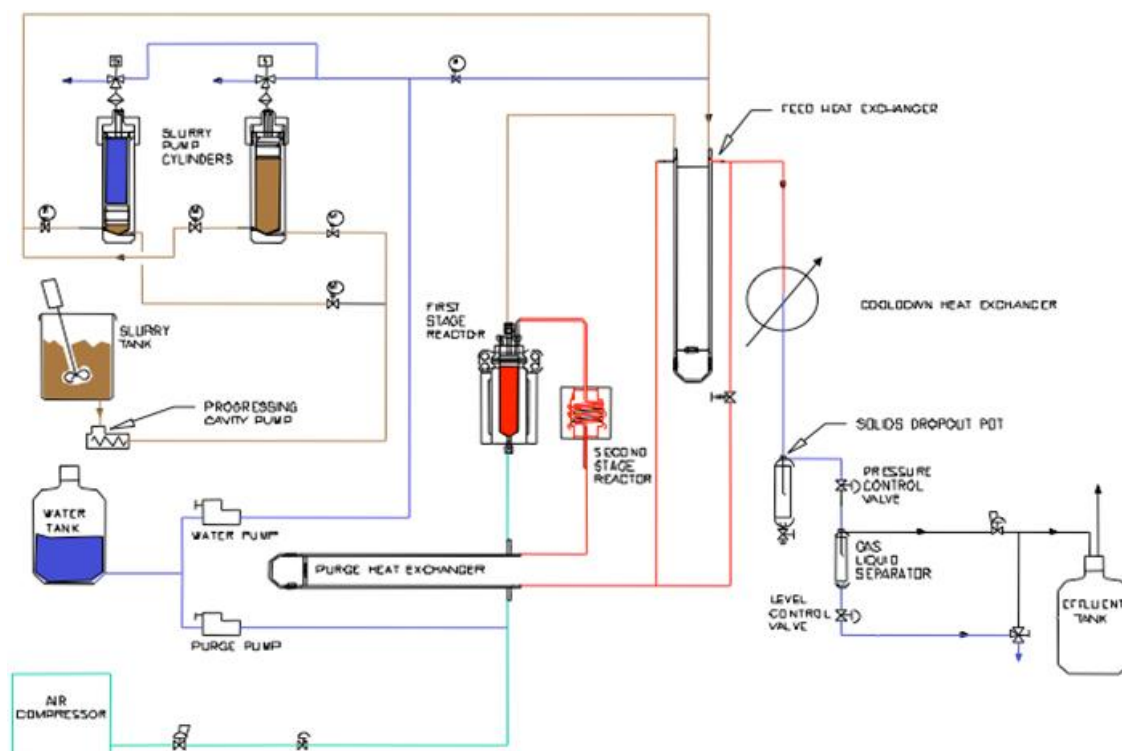 SLURRY
PUMP
CYLINDERS
FEED HEAT EXCHANGER
FIRST
STAGE
REACTOR
COOLDOWN HEAT EXCHANGER
SLURRY
TANK
PROGRESSING
CAVITY PUMP
SECOND
STAGE
REACTOR
SOLIDS DROPOUT POT
PRESSURE
CONTROL
VALVE
WATER
TANK
WATER PUMP
PURGE HEAT EXCHANGER
GAS
LIQUID
SEPARATOR
LEVEL
CONTROL
VALVE
EFFLUENT
TANK
PURGE PUMP
AIR
COMPRESSOR